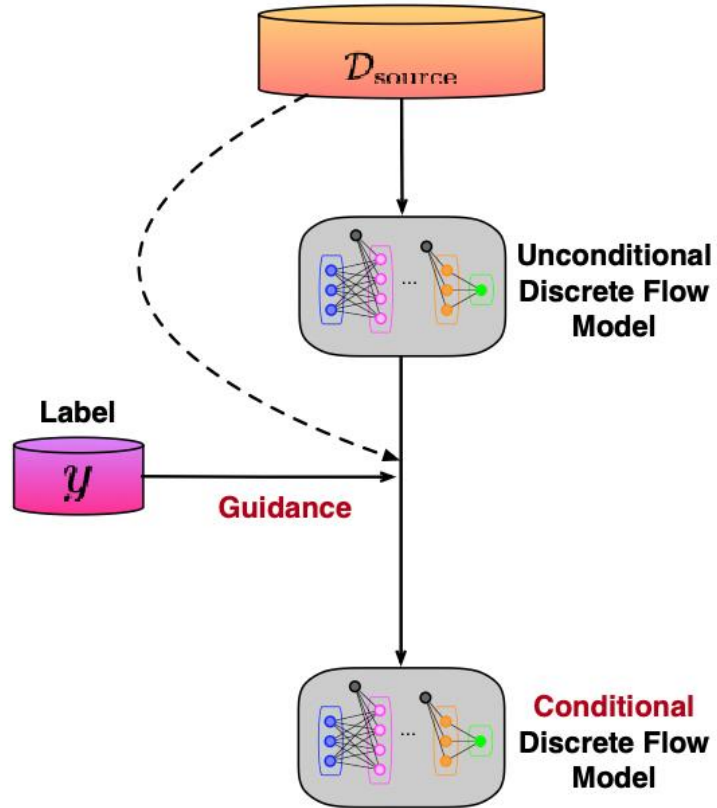 𝒟source
Unconditional
Discrete Flow
Model
...
Label
𝒴
Guidance
...
Conditional
Discrete Flow
Model